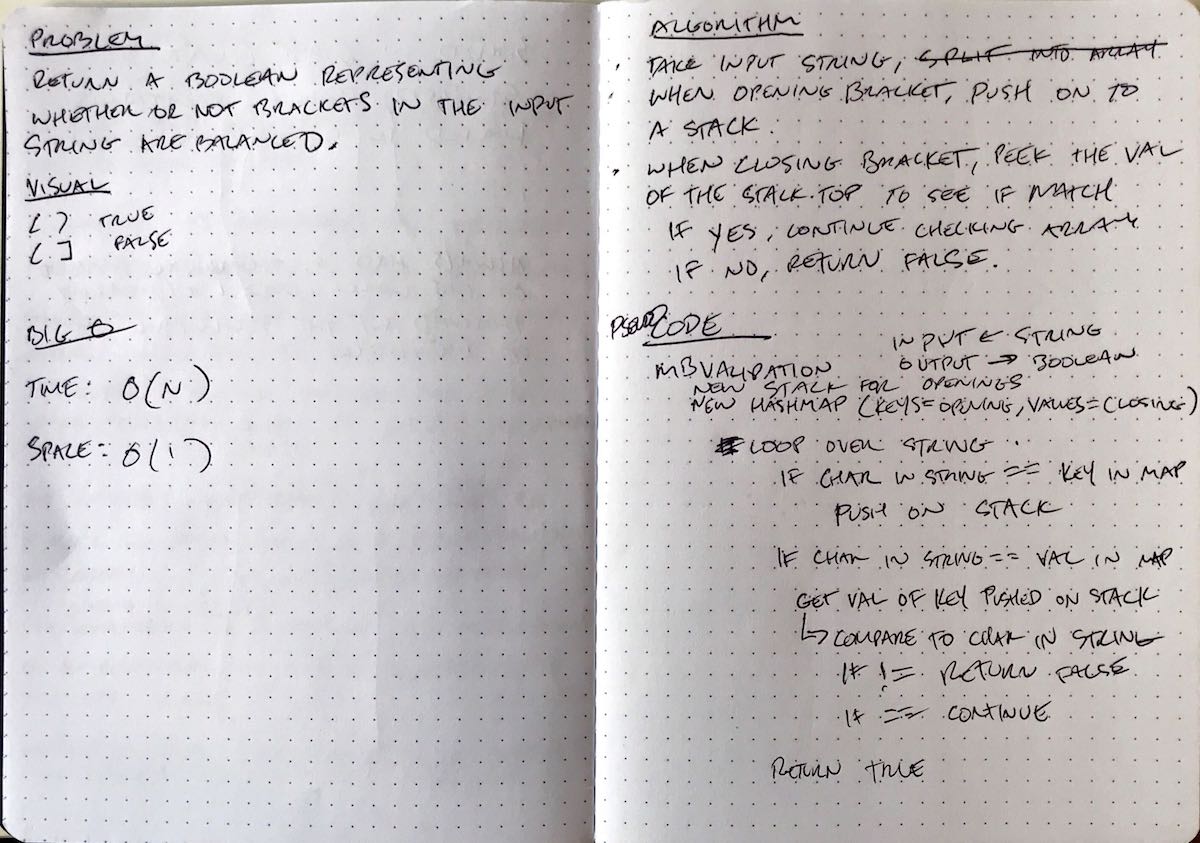 PROBLEM
RETURN A BOOLEAN REPRESENTING
WHETHER OR NOT BRACKETS IN THE INPUT
STRING ARE BALANCED.
VISUAL
( ) TRUE
( ] FALSE
BIG O
TIME: O(N)
SPACE: O(1)
ALGORITHM
TAKE INPUT STRING, SPLIT INTO ARRAY
WHEN OPENING BRACKET, PUSH ON TO
A STACK.
WHEN CLOSING BRACKET, PEEK THE VAL
OF THE STACK TOP TO SEE IF MATCH
IF YES, CONTINUE CHECKING ARRAY
IF NO, RETURN FALSE.
PSEUDOCODE
INPUT ← STRING
OUTPUT → BOOLEAN
MBVALIDATION
NEW STACK FOR OPENINGS
NEW HASHMAP (KEYS=OPENING, VALUES=CLOSING)
LOOP OVER STRING
IF CHAR IN STRING == KEY IN MAP
PUSH ON STACK
IF CHAR IN STRING == VAL IN MAP
GET VAL OF KEY PUSHED ON STACK
↳ COMPARE TO CHAR IN STRING
IF != RETURN FALSE
IF == CONTINUE
RETURN TRUE